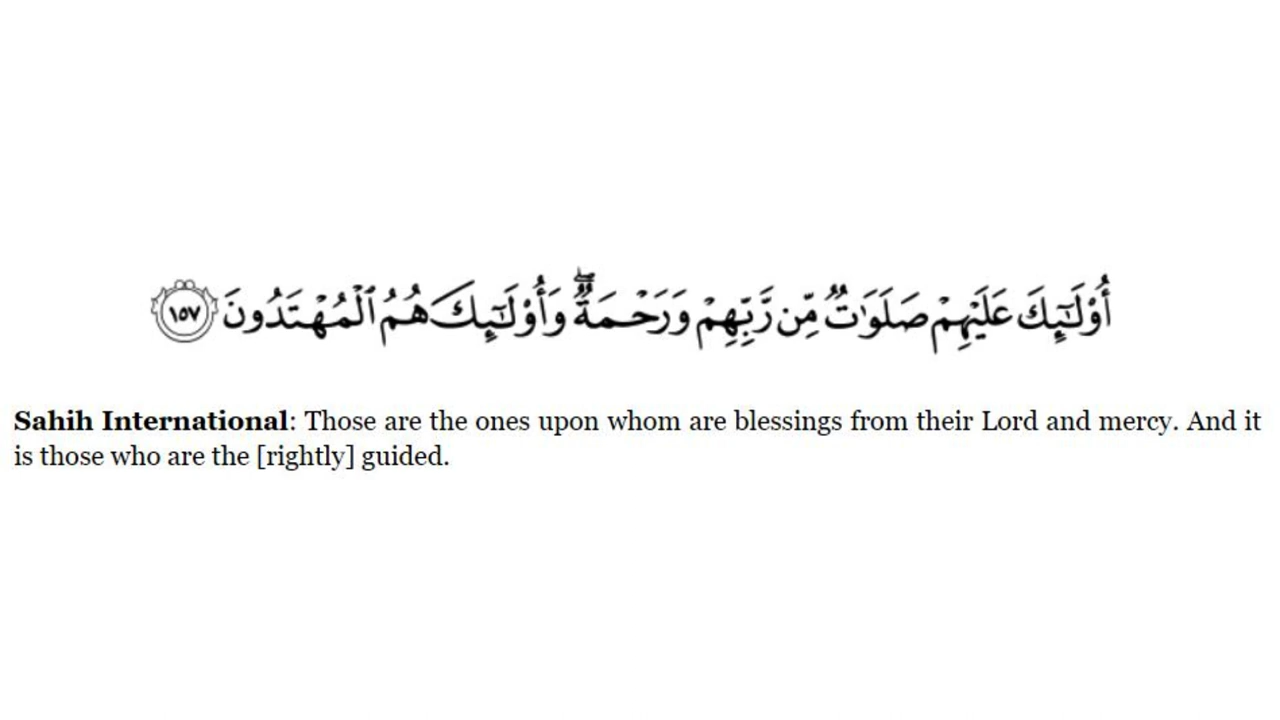 أُو۟لَـٰٓئِكَ عَلَيْهِمْ صَلَوَٰتٌ مِّن رَّبِّهِمْ وَرَحْمَةٌ ۖ وَأُو۟لَـٰٓئِكَ هُمُ ٱلْمُهْتَدُونَ ١٥٧
Sahih International: Those are the ones upon whom are blessings from their Lord and mercy. And it
is those who are the [rightly] guided.